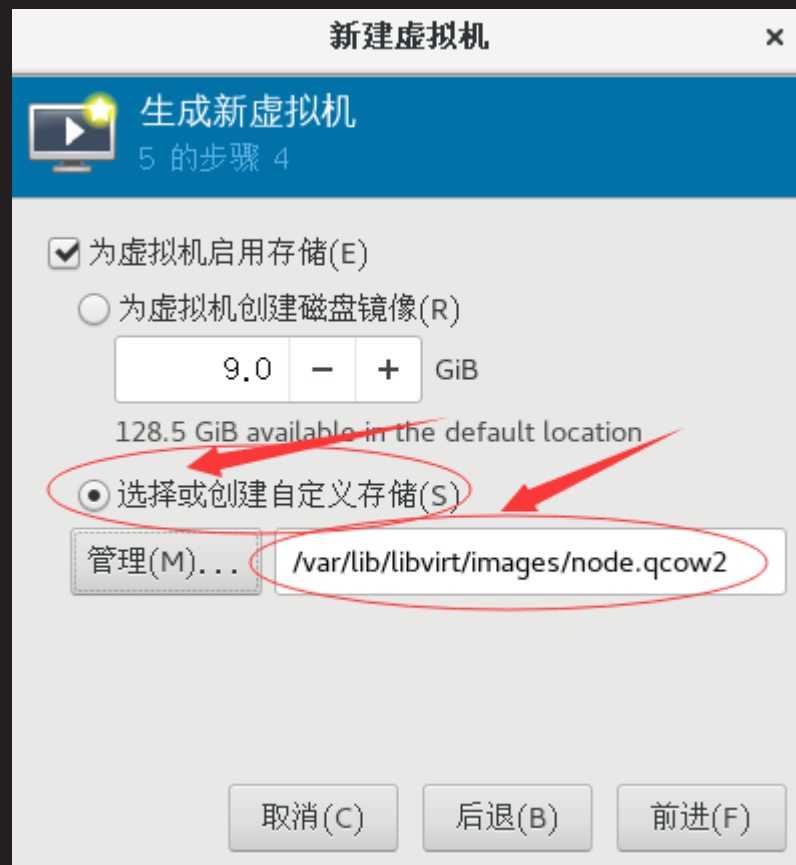 新建虚拟机 ×
生成新虚拟机
5 的步骤 4
为虚拟机启用存储(E)
为虚拟机创建磁盘镜像(R)
9.0 − + GiB
128.5 GiB available in the default location
选择或创建自定义存储(S)
管理(M)... /var/lib/libvirt/images/node.qcow2
取消(C) 后退(B) 前进(F)